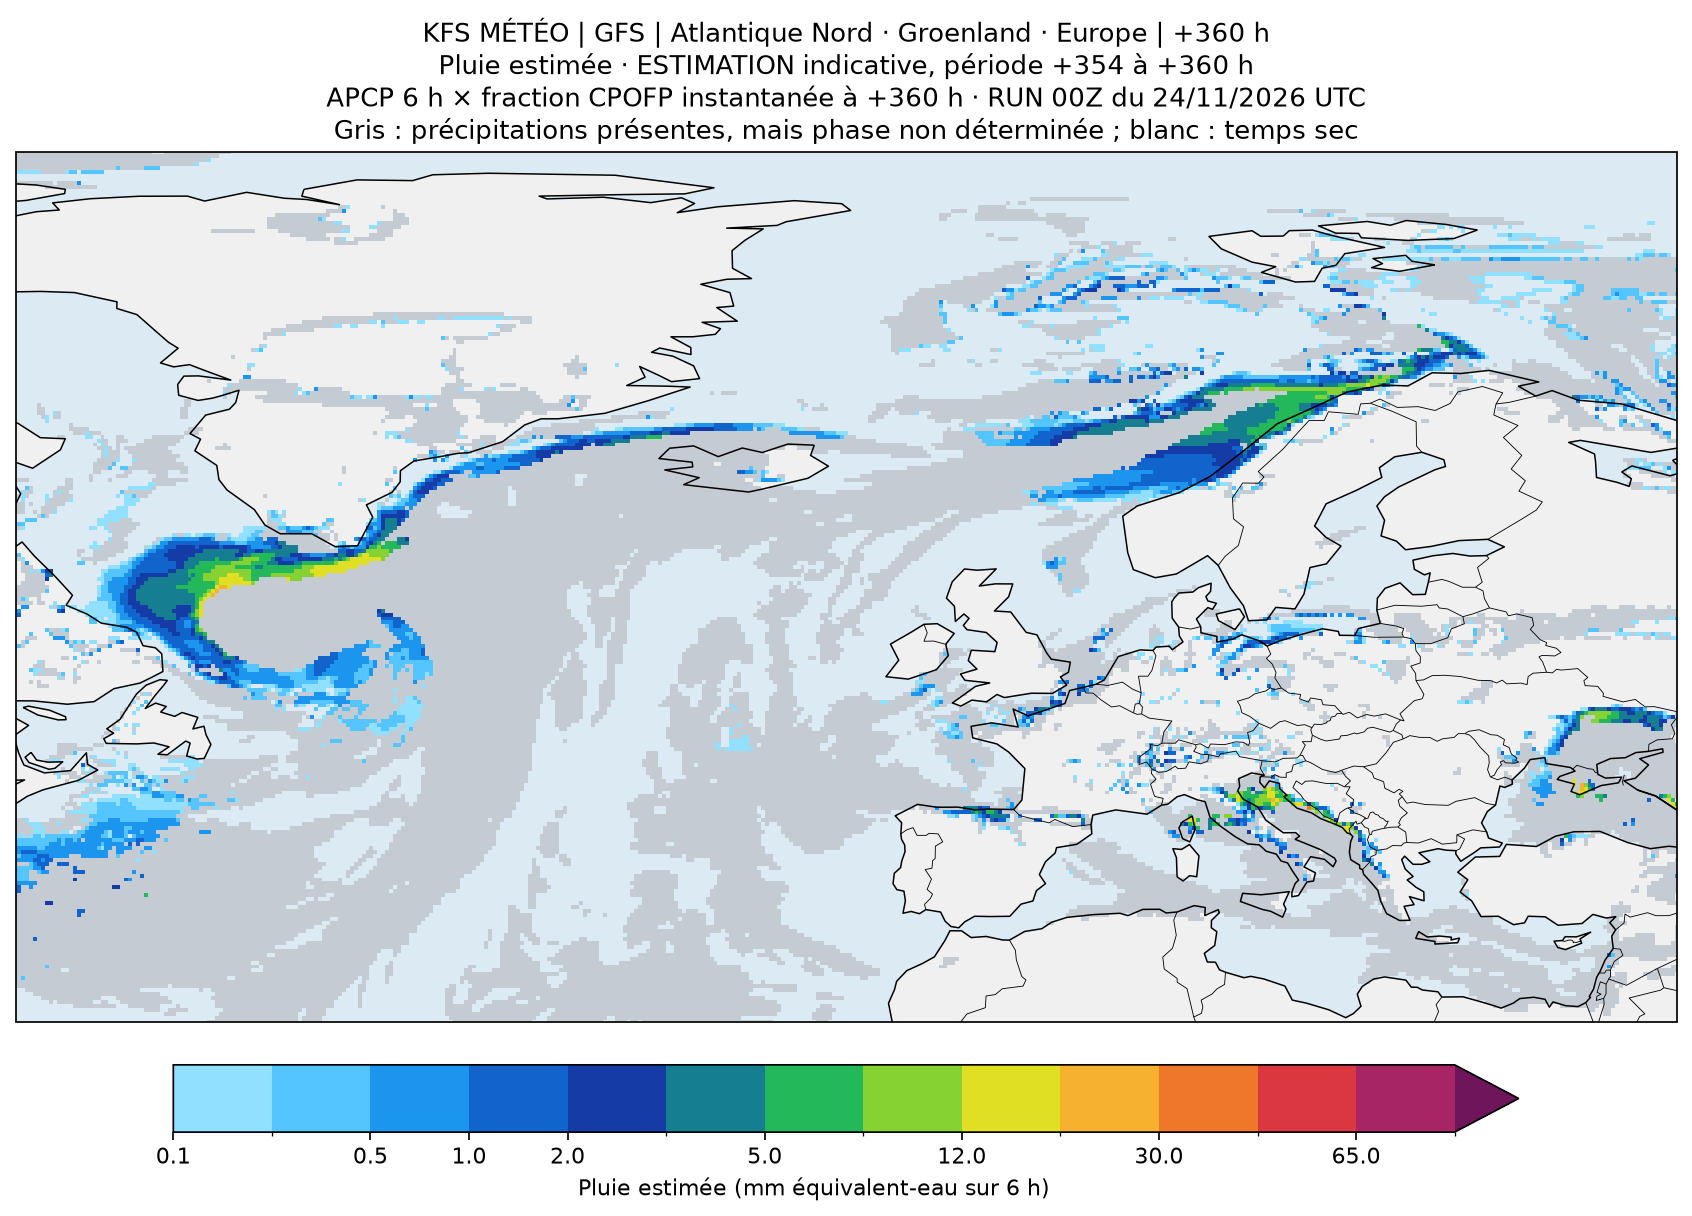 KFS MÉTÉO | GFS | Atlantique Nord · Groenland · Europe | +360 h
Pluie estimée · ESTIMATION indicative, période +354 à +360 h
APCP 6 h × fraction CPOFP instantanée à +360 h · RUN 00Z du 24/11/2026 UTC
Gris : précipitations présentes, mais phase non déterminée ; blanc : temps sec
0.1 0.5 1.0 2.0 5.0 12.0 30.0 65.0
Pluie estimée (mm équivalent-eau sur 6 h)